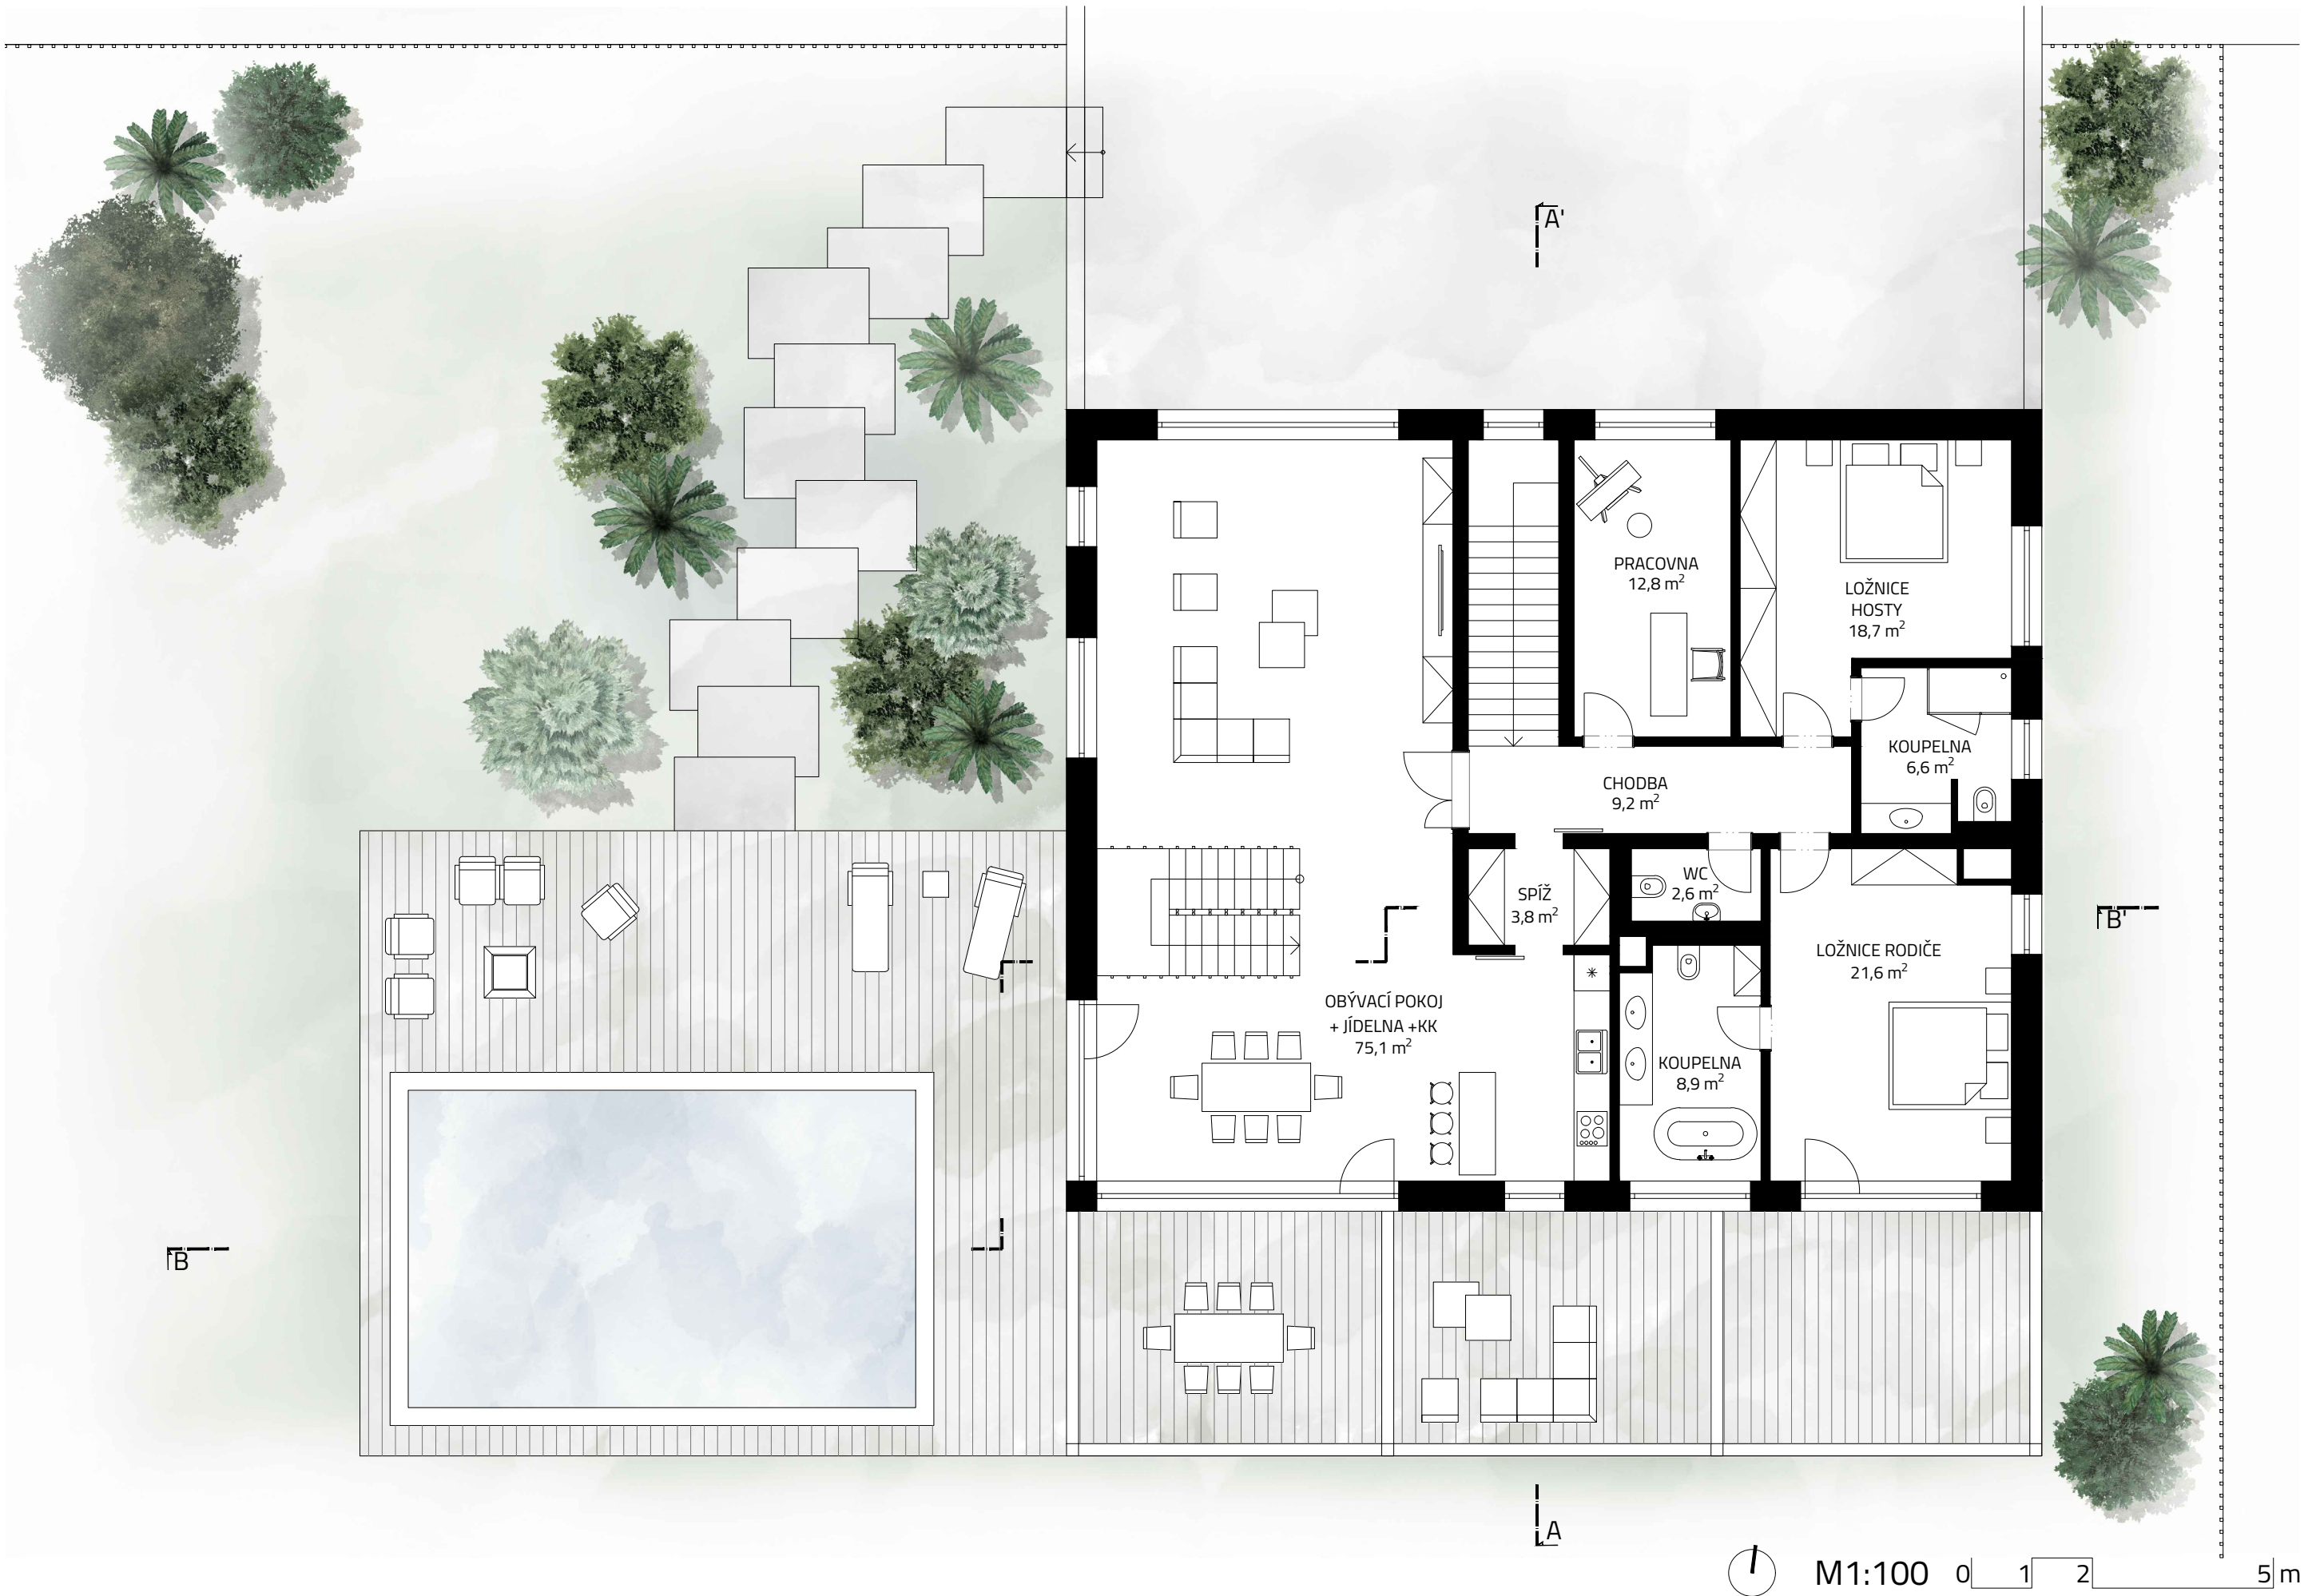 A'
PRACOVNA
12,8 m²
LOŽNICE
HOSTY
18,7 m²
KOUPELNA
6,6 m²
CHODBA
9,2 m²
WC
2,6 m²
SPÍŽ
3,8 m²
B'
LOŽNICE RODIČE
21,6 m²
OBÝVACÍ POKOJ
+ JÍDELNA +KK
75,1 m²
KOUPELNA
8,9 m²
B
A
M1:100 0 1 2 5 m